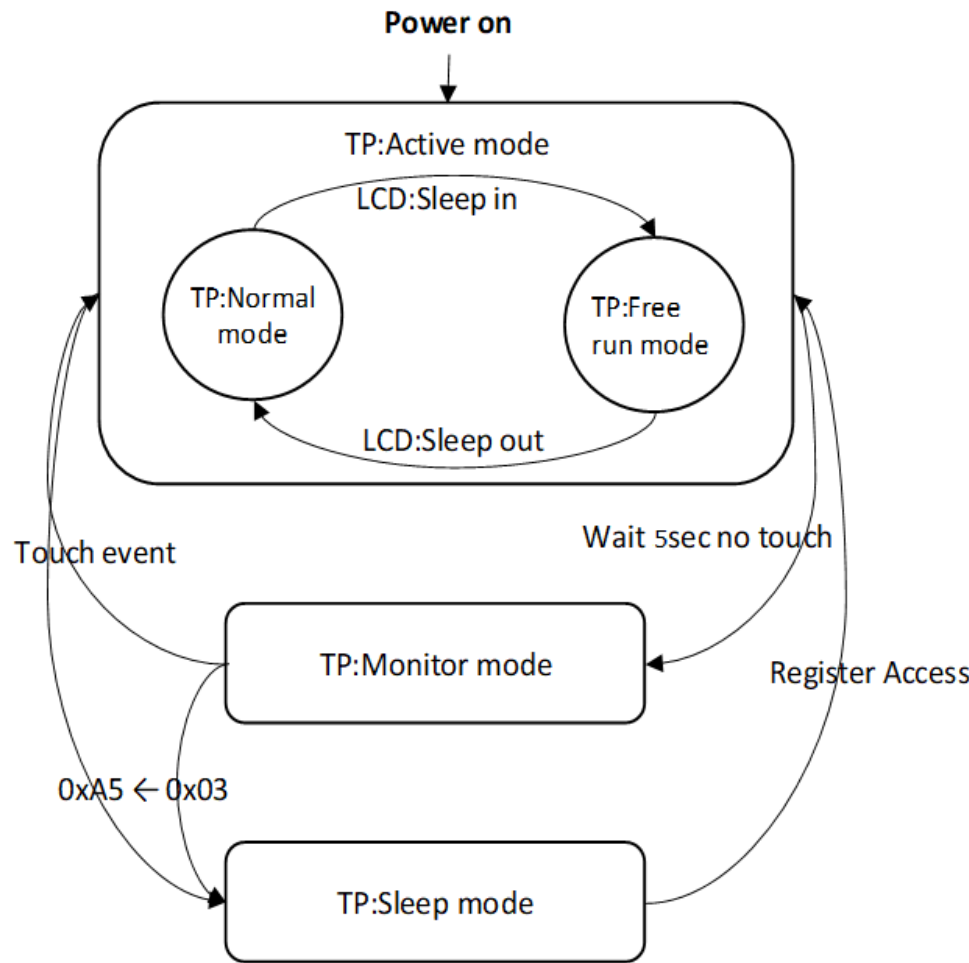 Power on
TP:Active mode
LCD:Sleep in
TP:Normal
mode
TP:Free
run mode
LCD:Sleep out
Touch event
Wait 5sec no touch
TP:Monitor mode
Register Access
0xA5 ← 0x03
TP:Sleep mode